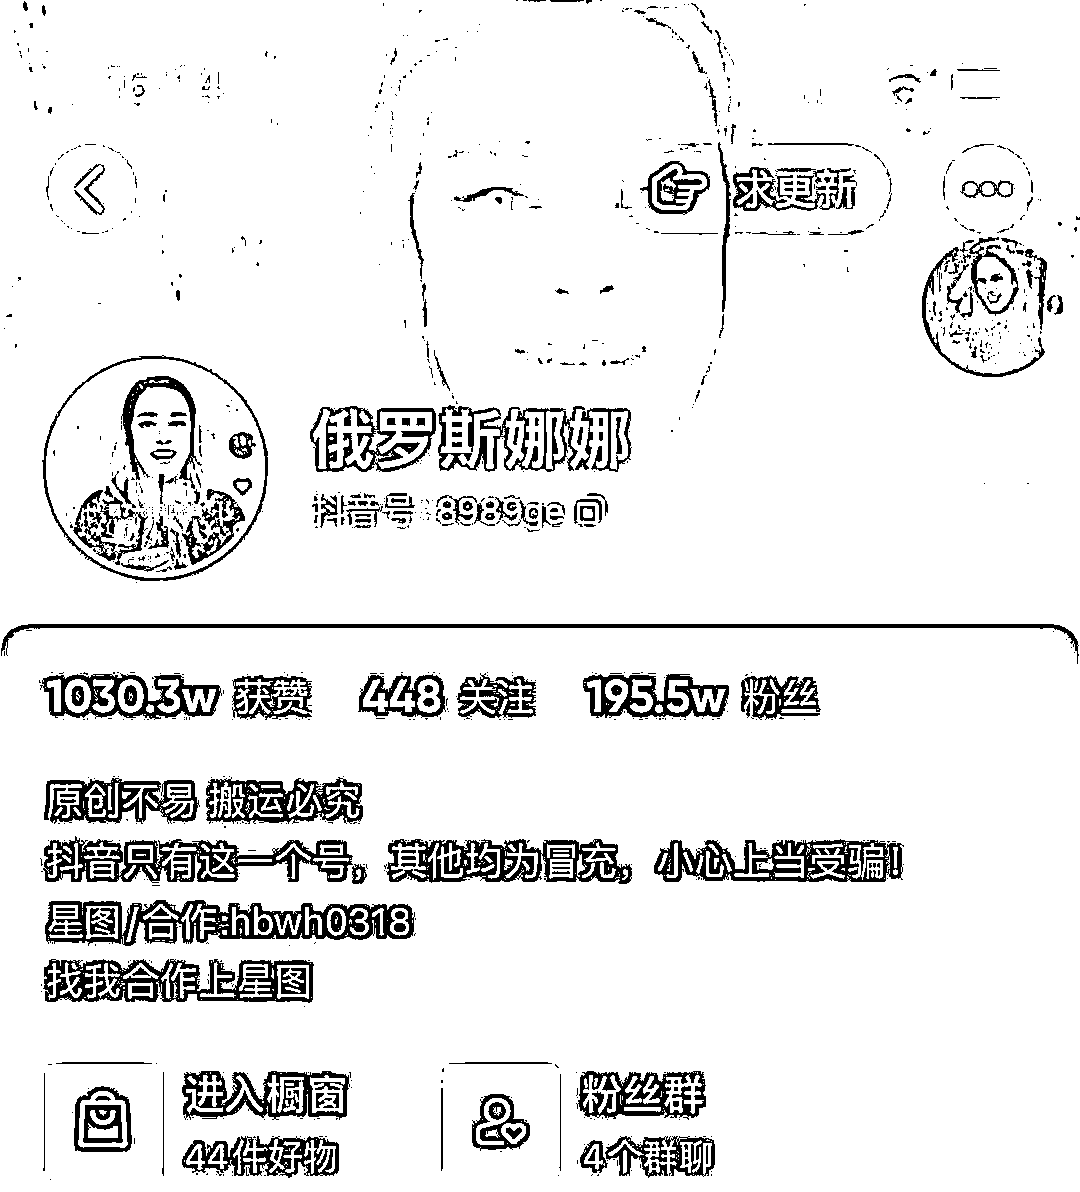 求更新
俄罗斯娜娜
抖音号:8989ge
1030.3w 获赞 448 关注 195.5w 粉丝
原创不易 搬运必究
抖音只有这一个号，其他均为冒充，小心上当受骗！
星图/合作:hbwh0318
找我合作上星图
进入橱窗 粉丝群
44件好物 4个群聊